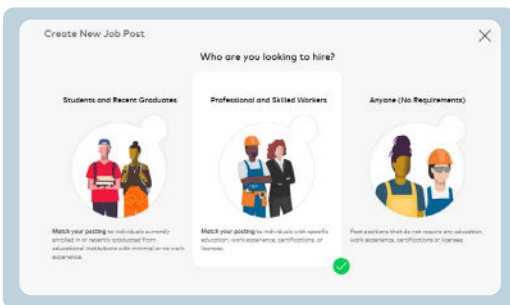 Create New Job Post
Who are you looking to hire?
Students and Recent Graduates
Professional and Skilled Workers
Anyone (No Requirements)
Match your posting to individuals currently
enrolled in or recently graduated from
educational institutions with minimal or no work
experience.
Match your posting to individuals with specific
education, work experience, certifications, or
licenses.
Post positions that do not require any education,
work experience, certifications or licenses.